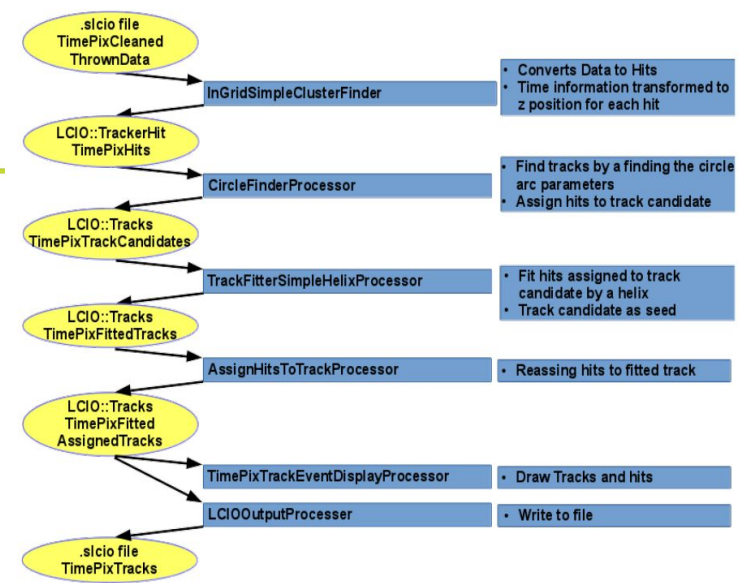 .slcio file
TimePixCleaned
ThrownData
InGridSimpleClusterFinder
• Converts Data to Hits
• Time information transformed to
z position for each hit
LCIO::TrackerHit
TimePixHits
CircleFinderProcessor
• Find tracks by a finding the circle
arc parameters
• Assign hits to track candidate
LCIO::Tracks
TimePixTrackCandidates
TrackFitterSimpleHelixProcessor
• Fit hits assigned to track
candidate by a helix
• Track candidate as seed
LCIO::Tracks
TimePixFittedTracks
AssignHitsToTrackProcessor
• Reassing hits to fitted track
LCIO::Tracks
TimePixFitted
AssignedTracks
TimePixTrackEventDisplayProcessor
• Draw Tracks and hits
LCIOOutputProcesser
• Write to file
.slcio file
TimePixTracks